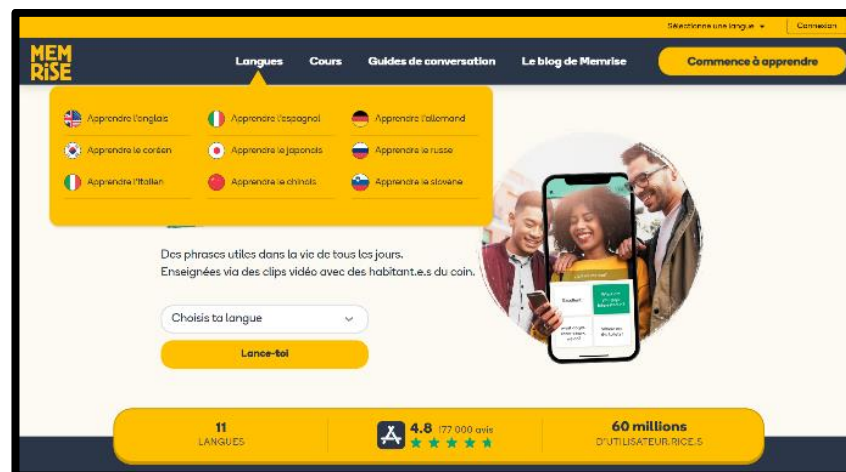 Sélectionne une langue
Connexion
MEM
RiSE
Langues
Cours
Guides de conversation
Le blog de Memrise
Commence à apprendre
Apprendre l'anglais
Apprendre l'espagnol
Apprendre l'allemand
Apprendre le coréen
Apprendre le japonais
Apprendre le russe
Apprendre l'italien
Apprendre le chinois
Apprendre le slovène
Des phrases utiles dans la vie de tous les jours.
Enseignées via des clips vidéo avec des habitant.e.s du coin.
Choisis ta langue
Lance-toi
11
LANGUES
4.8 177 000 avis
60 millions
D'UTILISATEUR.RICE.S